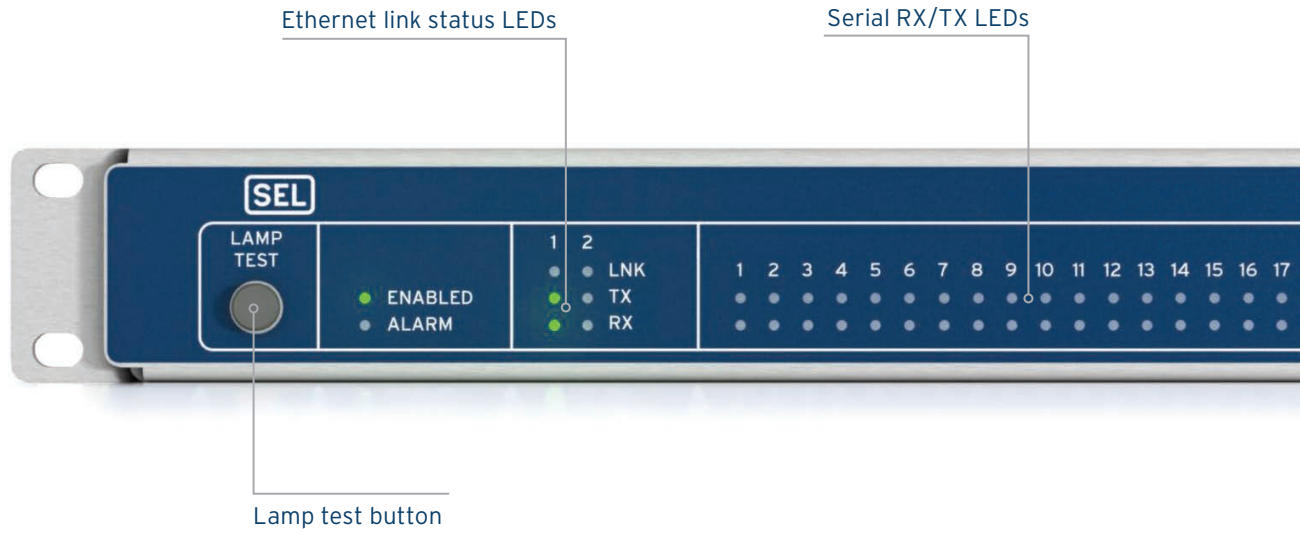 Ethernet link status LEDs
Serial RX/TX LEDs
SEL
LAMP
TEST
1 2
LNK
1 2 3 4 5 6 7 8 9 10 11 12 13 14 15 16 17
ENABLED
TX
ALARM
RX
Lamp test button